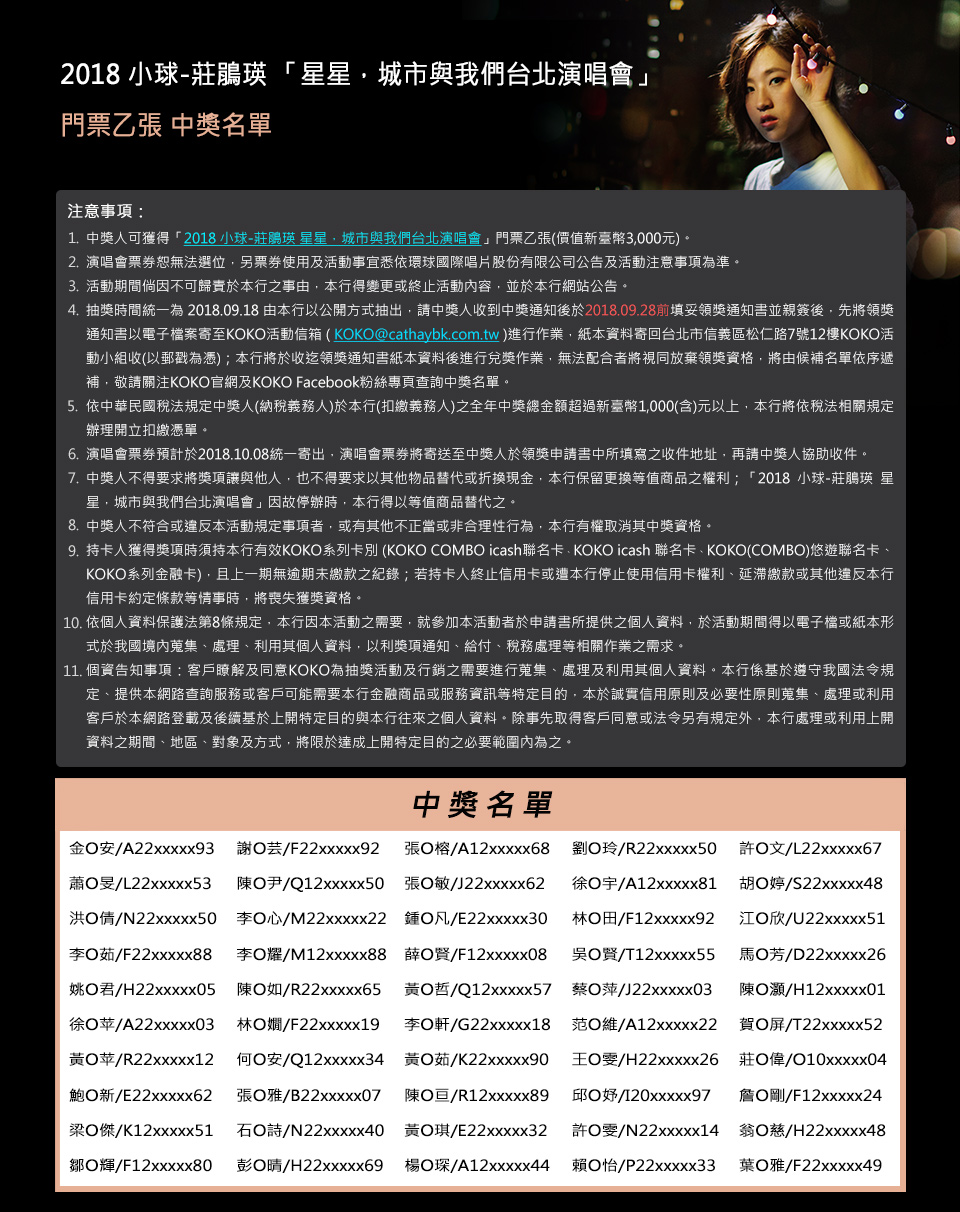 2018 小球-莊鵑瑛 「星星，城市與我們台北演唱會」
門票乙張 中獎名單
注意事項：
1. 中獎人可獲得「2018 小球-莊鵑瑛 星星，城市與我們台北演唱會」門票乙張(價值新臺幣3,000元)。
2. 演唱會票券恕無法選位，另票券使用及活動事宜悉依環球國際唱片股份有限公司公告及活動注意事項為準。
3. 活動期間倘因不可歸責於本行之事由，本行得變更或終止活動內容，並於本行網站公告。
4. 抽獎時間統一為 2018.09.18 由本行以公開方式抽出，請中獎人收到中獎通知後於2018.09.28前填妥領獎通知書並親簽後，先將領獎
通知書以電子檔案寄至KOKO活動信箱 ( KOKO@cathaybk.com.tw )進行作業，紙本資料寄回台北市信義區松仁路7號12樓KOKO活
動小組收(以郵戳為憑)；本行將於收迄領獎通知書紙本資料後進行兌獎作業，無法配合者將視同放棄領獎資格，將由候補名單依序遞
補，敬請關注KOKO官網及KOKO Facebook粉絲專頁查詢中獎名單。
5. 依中華民國稅法規定中獎人(納稅義務人)於本行(扣繳義務人)之全年中獎總金額超過新臺幣1,000(含)元以上，本行將依稅法相關規定
辦理開立扣繳憑單。
6. 演唱會票券預計於2018.10.08統一寄出，演唱會票券將寄送至中獎人於領獎申請書中所填寫之收件地址，再請中獎人協助收件。
7. 中獎人不得要求將獎項讓與他人，也不得要求以其他物品替代或折換現金，本行保留更換等值商品之權利；「2018 小球-莊鵑瑛 星
星，城市與我們台北演唱會」因故停辦時，本行得以等值商品替代之。
8. 中獎人不符合或違反本活動規定事項者，或有其他不正當或非合理性行為，本行有權取消其中獎資格。
9. 持卡人獲得獎項時須持本行有效KOKO系列卡別 (KOKO COMBO icash聯名卡、KOKO icash 聯名卡、KOKO(COMBO)悠遊聯名卡、
KOKO系列金融卡)，且上一期無逾期未繳款之紀錄；若持卡人終止信用卡或遭本行停止使用信用卡權利、延滯繳款或其他違反本行
信用卡約定條款等情事時，將喪失獲獎資格。
10. 依個人資料保護法第8條規定，本行因本活動之需要，就參加本活動者於申請書所提供之個人資料，於活動期間得以電子檔或紙本形
式於我國境內蒐集、處理、利用其個人資料，以利獎項通知、給付、稅務處理等相關作業之需求。
11. 個資告知事項：客戶瞭解及同意KOKO為抽獎活動及行銷之需要進行蒐集、處理及利用其個人資料。本行係基於遵守我國法令規
定、提供本網路查詢服務或客戶可能需要本行金融商品或服務資訊等特定目的，本於誠實信用原則及必要性原則蒐集、處理或利用
客戶於本網路登載及後續基於上開特定目的與本行往來之個人資料。除事先取得客戶同意或法令另有規定外，本行處理或利用上開
資料之期間、地區、對象及方式，將限於達成上開特定目的之必要範圍內為之。
中獎名單
金O安/A22xxxxx93 謝O芸/F22xxxxx92 張O榕/A12xxxxx68 劉O玲/R22xxxxx50 許O文/L22xxxxx67
蕭O旻/L22xxxxx53 陳O尹/Q12xxxxx50 張O敏/J22xxxxx62 徐O宇/A12xxxxx81 胡O婷/S22xxxxx48
洪O倩/N22xxxxx50 李O心/M22xxxxx22 鍾O凡/E22xxxxx30 林O田/F12xxxxx92 江O欣/U22xxxxx51
李O茹/F22xxxxx88 李O耀/M12xxxxx88 薛O賢/F12xxxxx08 吳O賢/T12xxxxx55 馬O芳/D22xxxxx26
姚O君/H22xxxxx05 陳O如/R22xxxxx65 黃O哲/Q12xxxxx57 蔡O萍/J22xxxxx03 陳O灝/H12xxxxx01
徐O苹/A22xxxxx03 林O嫺/F22xxxxx19 李O軒/G22xxxxx18 范O維/A12xxxxx22 賀O屏/T22xxxxx52
黃O苹/R22xxxxx12 何O安/Q12xxxxx34 黃O茹/K22xxxxx90 王O雯/H22xxxxx26 莊O偉/O10xxxxx04
鮑O新/E22xxxxx62 張O雅/B22xxxxx07 陳O亘/R12xxxxx89 邱O妤/I20xxxxx97 詹O剛/F12xxxxx24
梁O傑/K12xxxxx51 石O詩/N22xxxxx40 黃O琪/E22xxxxx32 許O雯/N22xxxxx14 翁O慈/H22xxxxx48
鄒O輝/F12xxxxx80 彭O晴/H22xxxxx69 楊O琛/A12xxxxx44 賴O怡/P22xxxxx33 葉O雅/F22xxxxx49